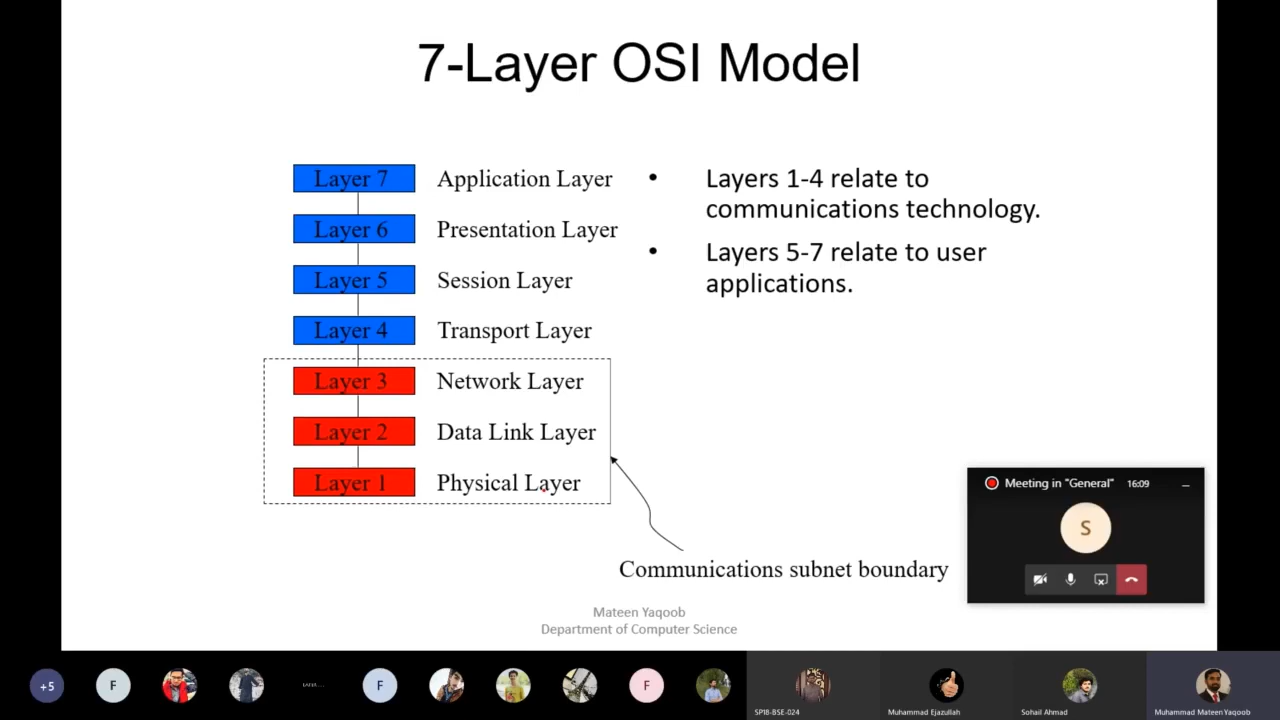 7-Layer OSI Model
Layer 7 Application Layer
Layer 6 Presentation Layer
Layer 5 Session Layer
Layer 4 Transport Layer
Layer 3 Network Layer
Layer 2 Data Link Layer
Layer 1 Physical Layer
• Layers 1-4 relate to
communications technology.
• Layers 5-7 relate to user
applications.
Communications subnet boundary
Mateen Yaqoob
Department of Computer Science
Meeting in "General" 16:09
S
+5
F
F
F
SP18-BSE-024
Muhammad Ejazullah
Sohail Ahmad
Muhammad Mateen Yaqoob